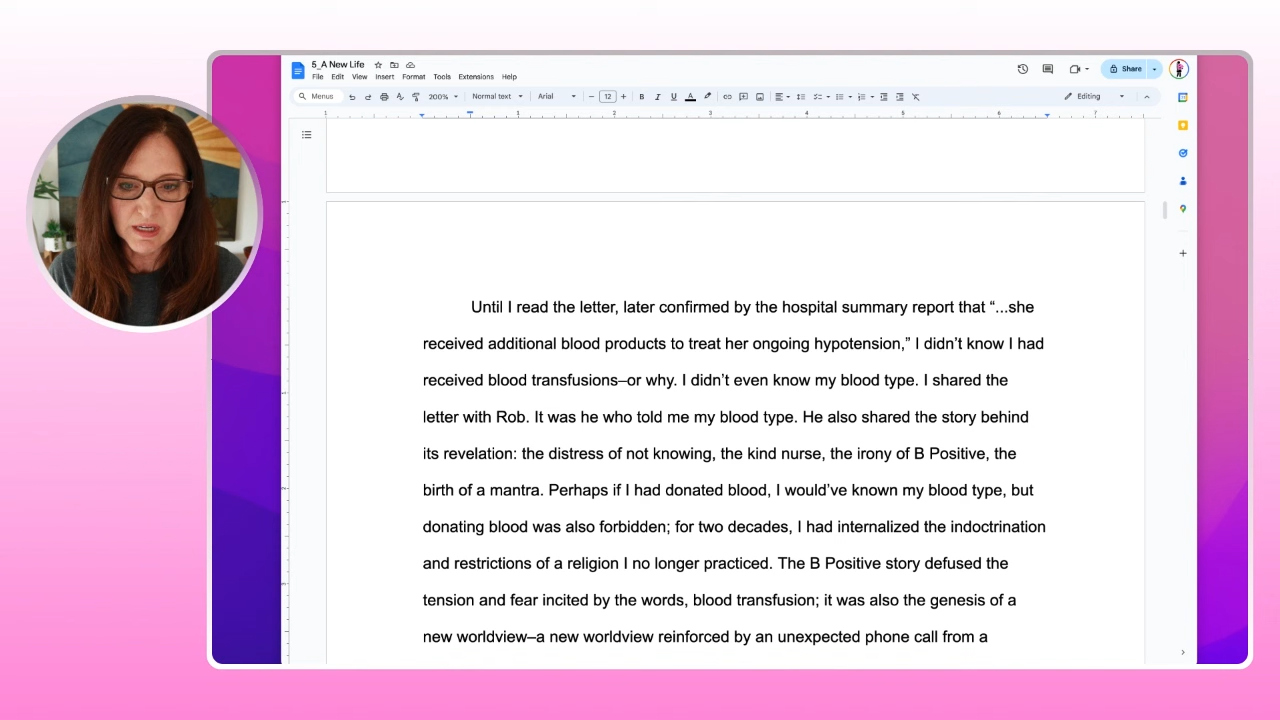 5_A New Life
File Edit View Insert Format Tools Extensions Help
Share
Menus
200%
Normal text
Arial
12
B I U A
Editing
1 1 2 3 4 5 6 7
Until I read the letter, later confirmed by the hospital summary report that “...she
received additional blood products to treat her ongoing hypotension,” I didn’t know I had
received blood transfusions–or why. I didn’t even know my blood type. I shared the
letter with Rob. It was he who told me my blood type. He also shared the story behind
its revelation: the distress of not knowing, the kind nurse, the irony of B Positive, the
birth of a mantra. Perhaps if I had donated blood, I would’ve known my blood type, but
donating blood was also forbidden; for two decades, I had internalized the indoctrination
and restrictions of a religion I no longer practiced. The B Positive story defused the
tension and fear incited by the words, blood transfusion; it was also the genesis of a
new worldview–a new worldview reinforced by an unexpected phone call from a